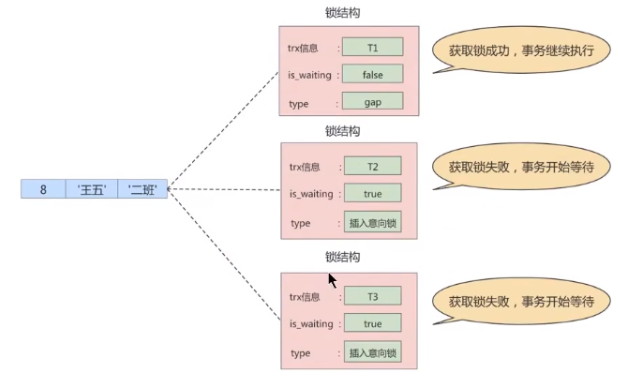 锁结构
trx信息 : T1
is_waiting : false
type : gap
获取锁成功，事务继续执行
锁结构
trx信息 : T2
is_waiting : true
type : 插入意向锁
获取锁失败，事务开始等待
8 '王五' '二班'
锁结构
trx信息 : T3
is_waiting : true
type : 插入意向锁
获取锁失败，事务开始等待